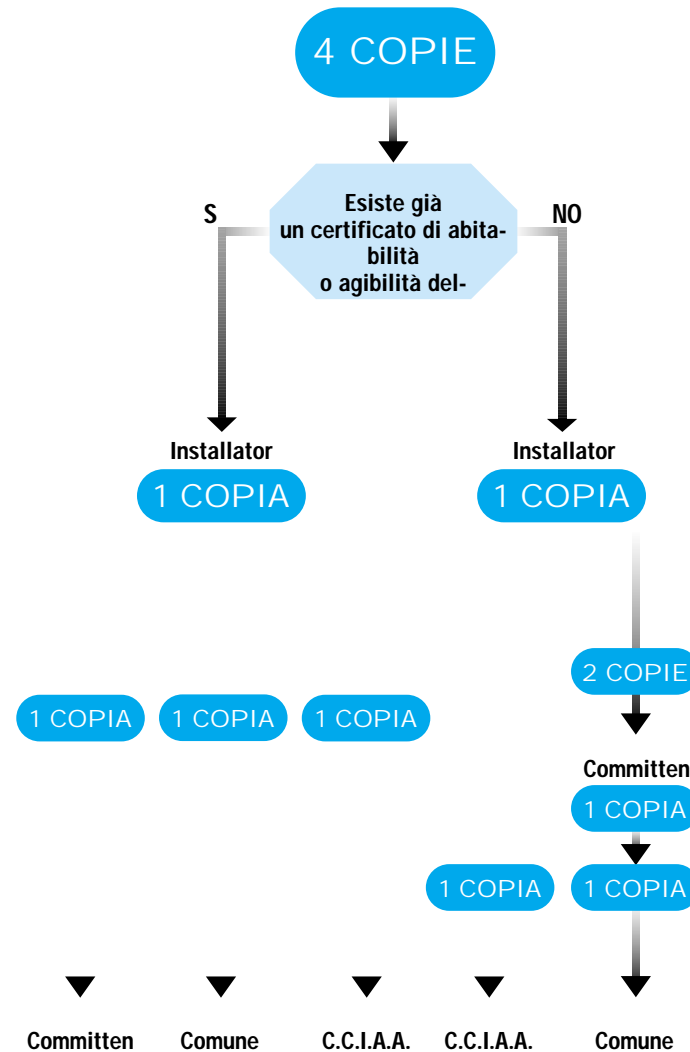 4 COPIE
Esiste già
un certificato di abita-
bilità
o agibilità del-
S
NO
Installator
Installator
1 COPIA
1 COPIA
2 COPIE
1 COPIA
1 COPIA
1 COPIA
Committen
1 COPIA
1 COPIA
1 COPIA
Committen
Comune
C.C.I.A.A.
C.C.I.A.A.
Comune